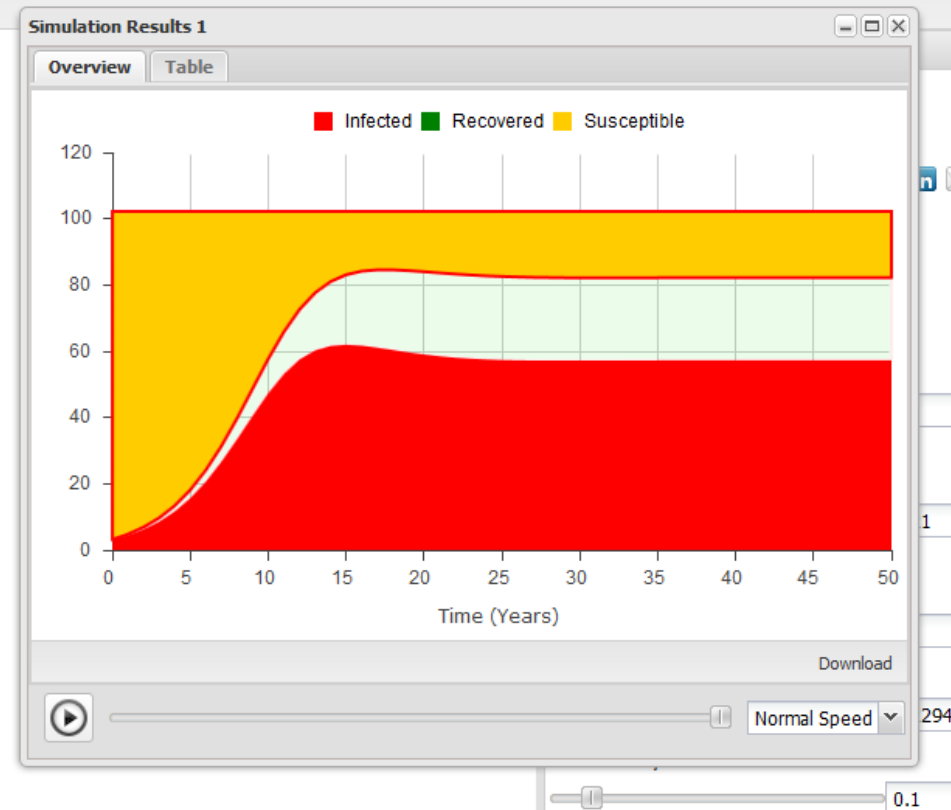 Simulation Results 1
Overview Table
Infected Recovered Susceptible
120
100
80
60
40
20
0
0 5 10 15 20 25 30 35 40 45 50
Time (Years)
Download
Normal Speed
n
1
294
0.1